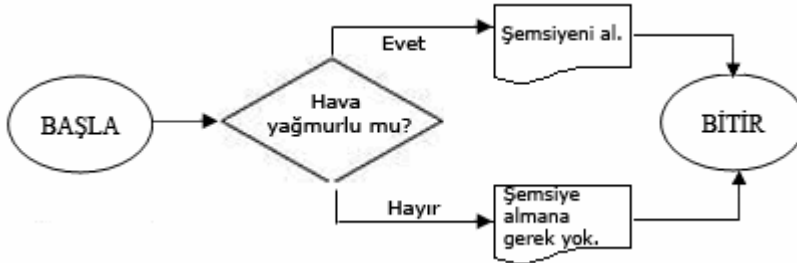 BAŞLA
Hava
yağmurlu mu?
Evet
Şemsiyeni al.
Hayır
Şemsiye
almana
gerek yok.
BİTİR